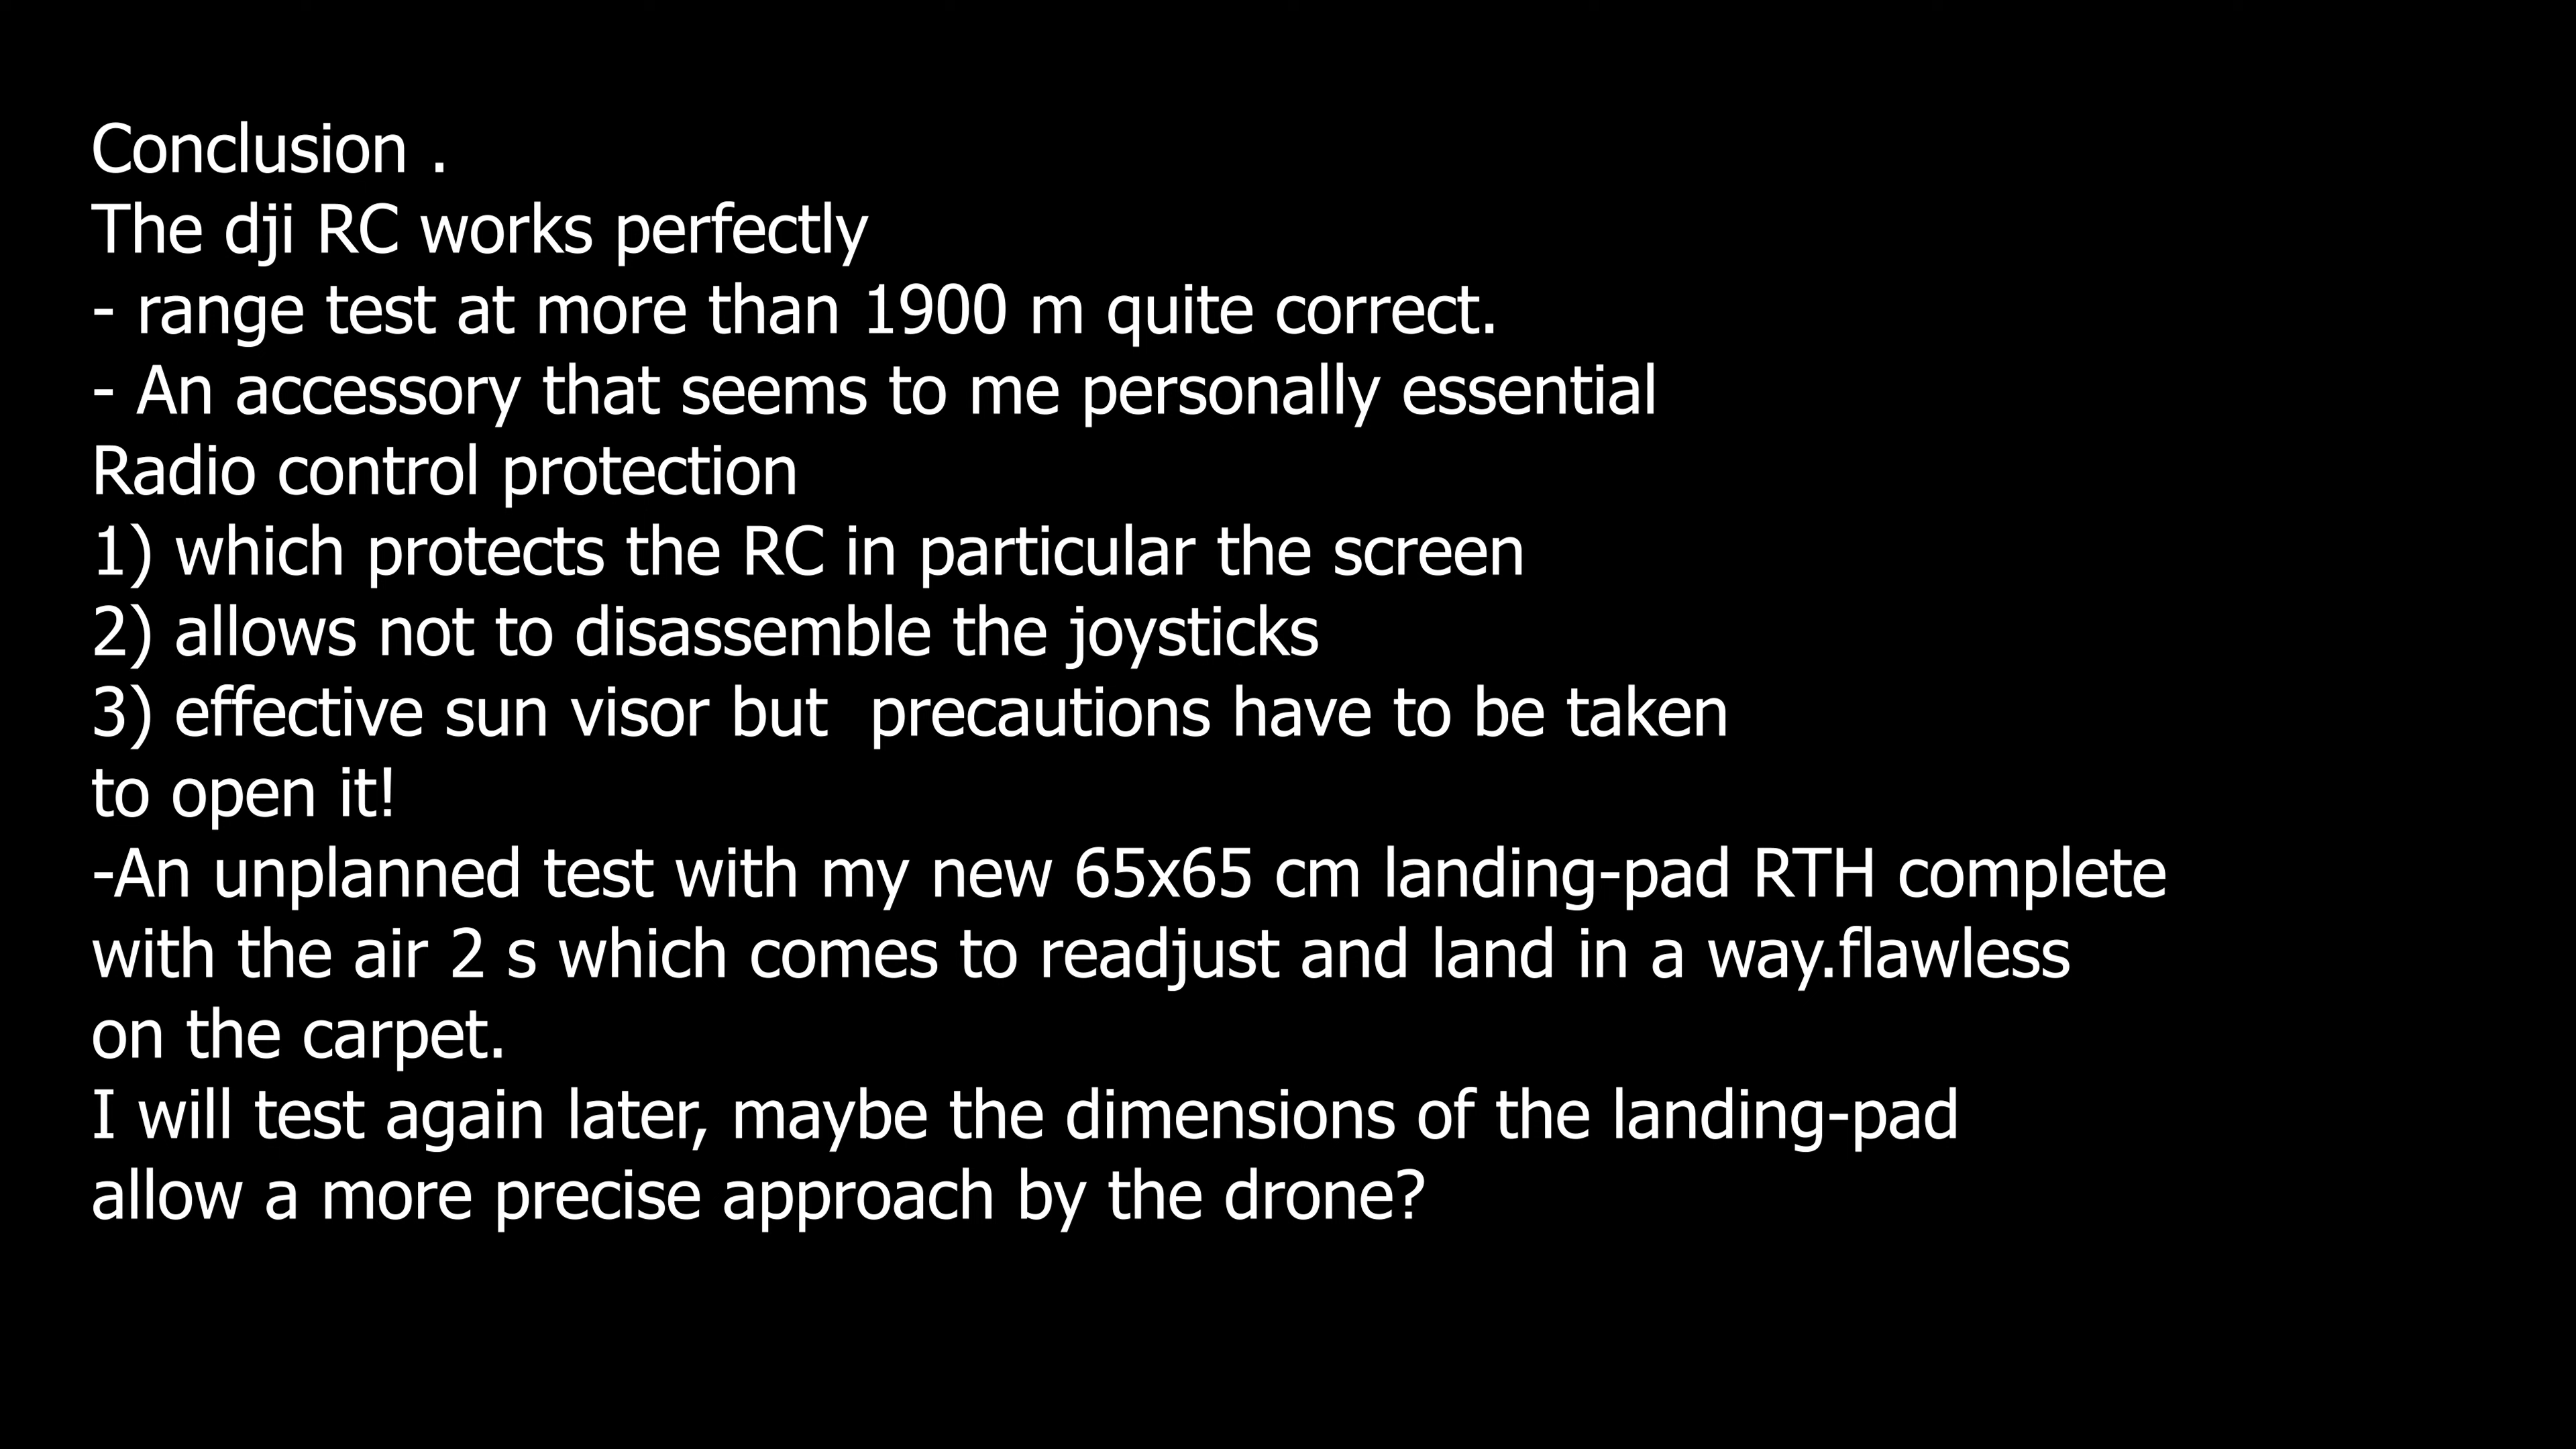 Conclusion .
The dji RC works perfectly
- range test at more than 1900 m quite correct.
- An accessory that seems to me personally essential
Radio control protection
1) which protects the RC in particular the screen
2) allows not to disassemble the joysticks
3) effective sun visor but  precautions have to be taken
to open it!
-An unplanned test with my new 65x65 cm landing-pad RTH complete
with the air 2 s which comes to readjust and land in a way.flawless
on the carpet.
I will test again later, maybe the dimensions of the landing-pad
allow a more precise approach by the drone?